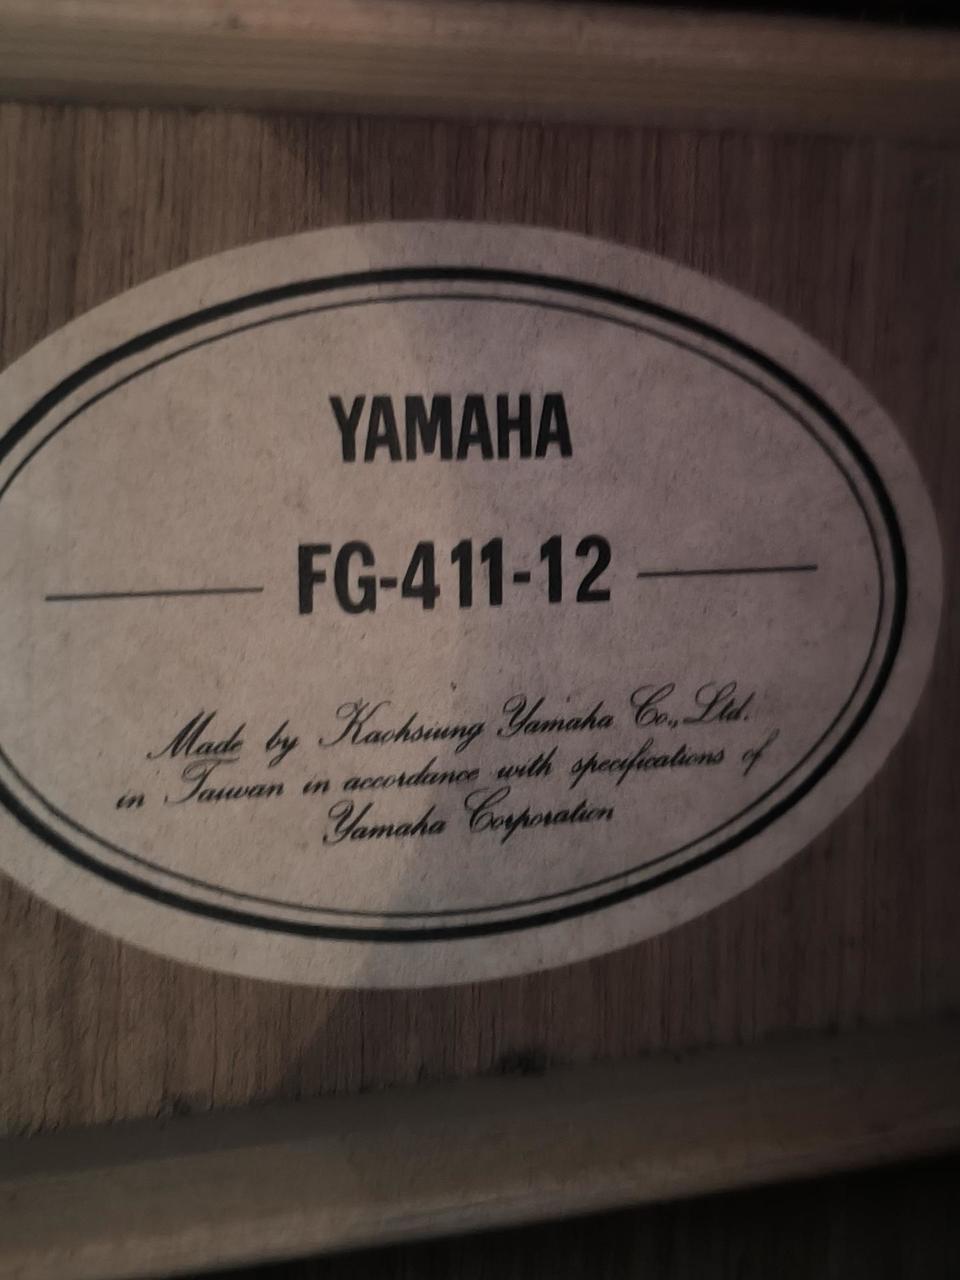 YAMAHA
FG-411-12
Made by Kaohsiung Yamaha Co., Ltd.
in Taiwan in accordance with specifications of
Yamaha Corporation